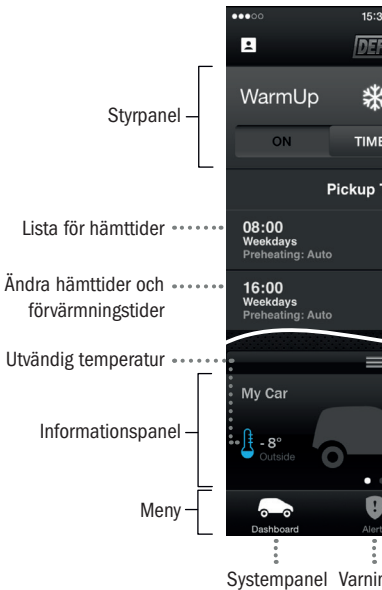 15:3
DEF
WarmUp
Styrpanel
ON TIME
Pickup T
Lista för hämttider
08:00
Weekdays
Preheating: Auto
Ändra hämttider och
förvärmningstider
16:00
Weekdays
Preheating: Auto
Utvändig temperatur
My Car
Informationspanel
- 8°
Outside
Meny
Dashboard
Alert
Systempanel Varnin